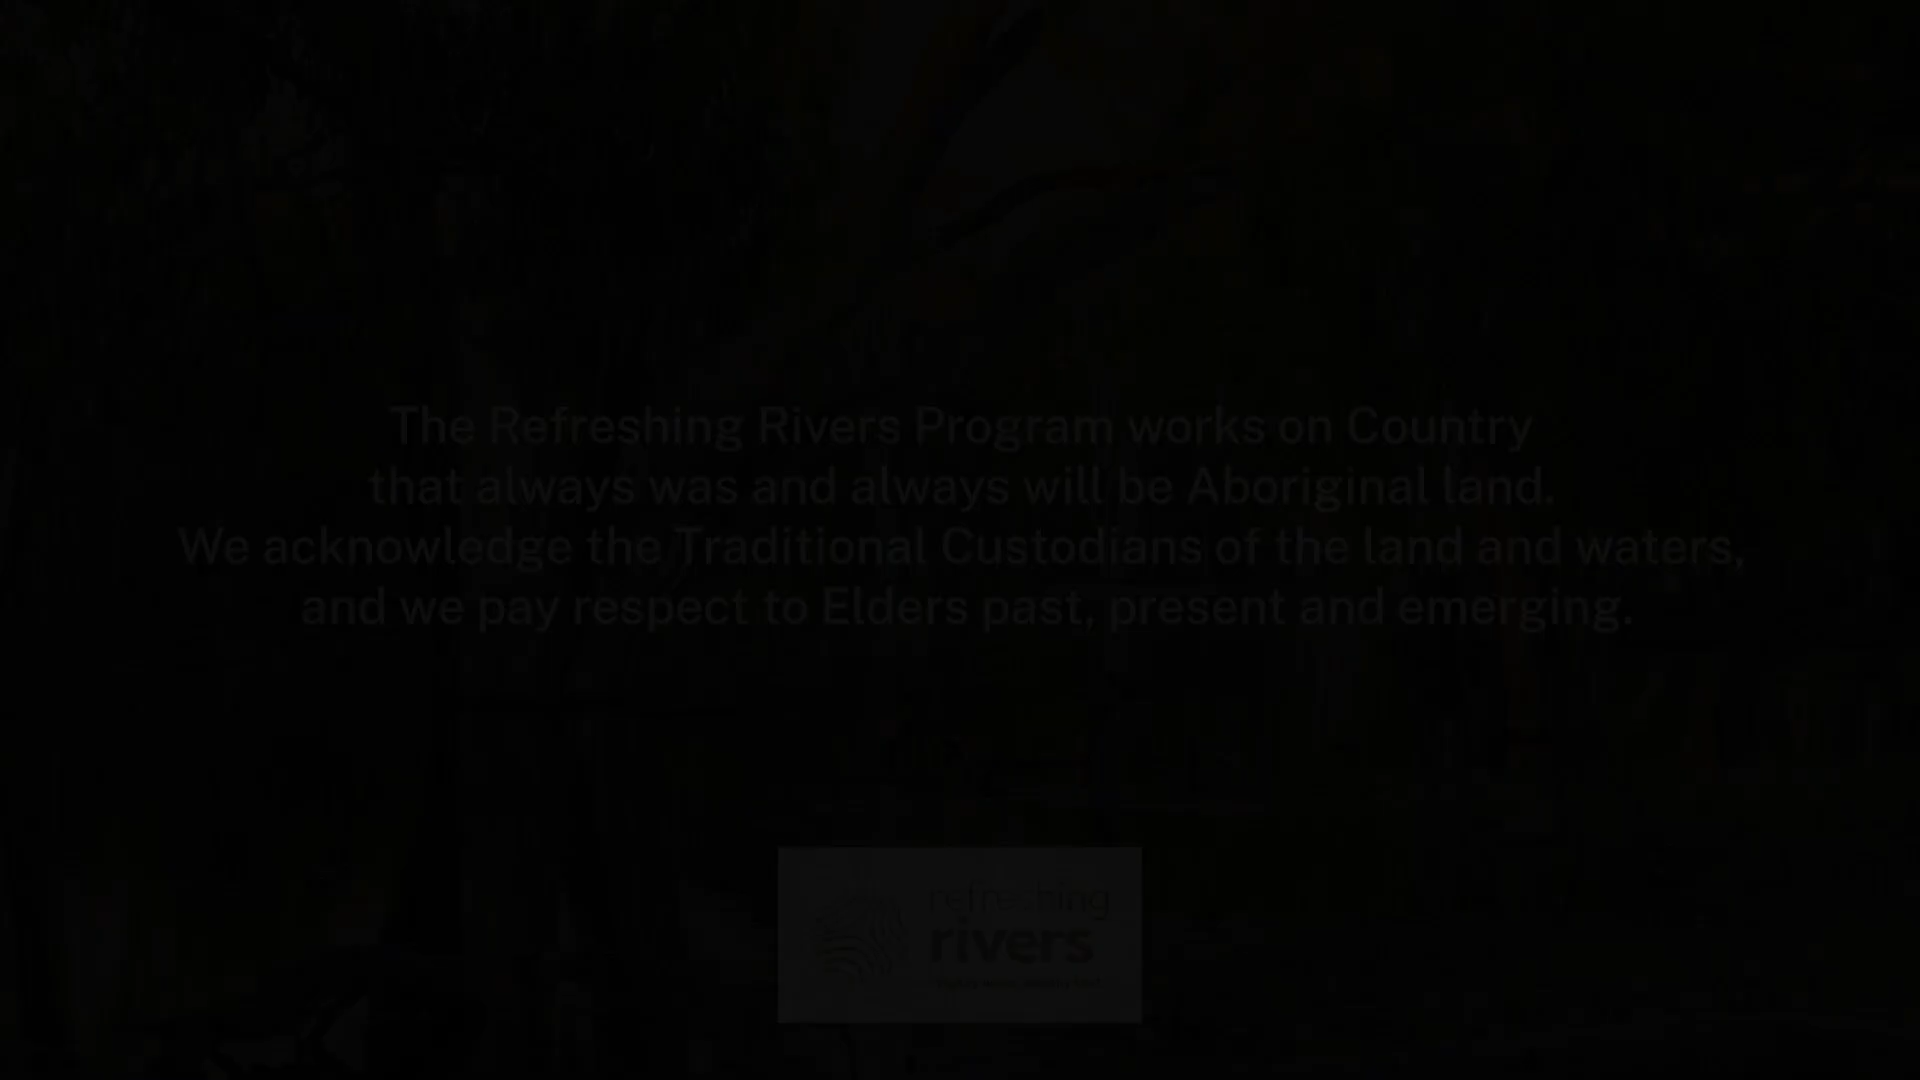 The Refreshing Rivers Program works on Country
that always was and always will be Aboriginal land.
We acknowledge the Traditional Custodians of the land and waters,
and we pay respect to Elders past, present and emerging.
refreshing
rivers